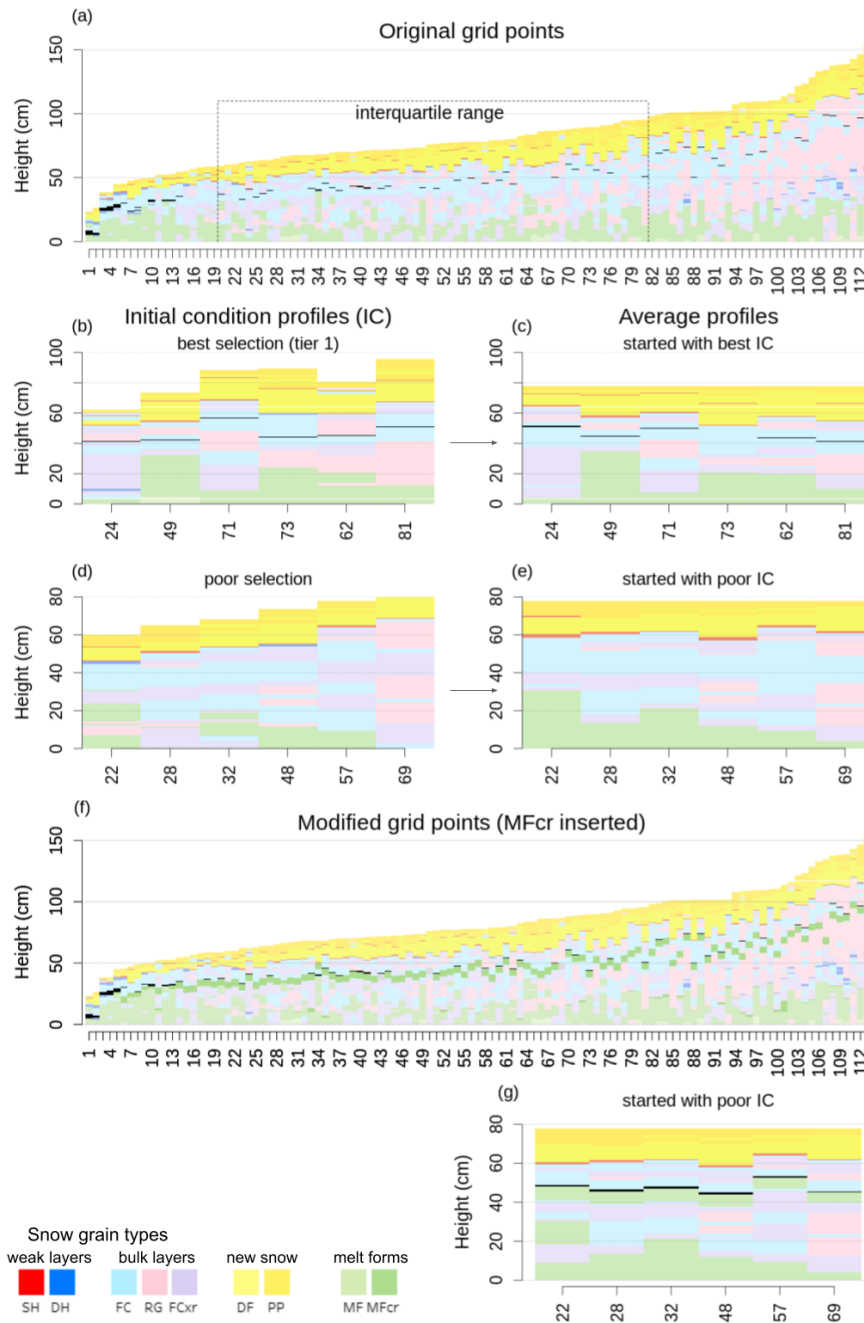 (a)
Original grid points
Height (cm)
150
100
50
0
interquartile range
1 4 7 10 13 16 19 22 25 28 31 34 37 40 43 46 49 52 55 58 61 64 67 70 73 76 79 82 85 88 91 94 97 100 103 106 109 112
(b)
Initial condition profiles (IC)
best selection (tier 1)
Height (cm)
100
60
20
0
24 49 71 73 62 81
(c)
Average profiles
started with best IC
Height (cm)
100
60
20
0
24 49 71 73 62 81
(d)
poor selection
Height (cm)
80
60
40
20
0
22 28 32 48 57 69
(e)
started with poor IC
Height (cm)
80
60
40
20
0
22 28 32 48 57 69
(f)
Modified grid points (MFcr inserted)
Height (cm)
150
100
50
0
1 4 7 10 13 16 19 22 25 28 31 34 37 40 43 46 49 52 55 58 61 64 67 70 73 76 79 82 85 88 91 94 97 100 103 106 109 112
(g)
started with poor IC
Height (cm)
80
60
40
20
0
22 28 32 48 57 69
Snow grain types
weak layers bulk layers new snow melt forms
SH DH FC RG FCxr DF PP MF MFcr